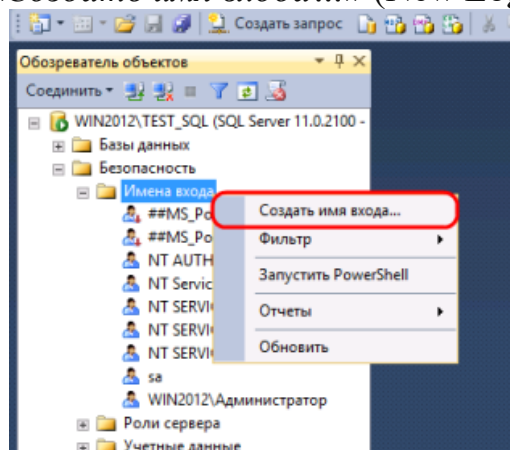 Создать запрос
Обозреватель объектов
Соединить
WIN2012\TEST_SQL (SQL Server 11.0.2100 -
Базы данных
Безопасность
Имена входа
##MS_Po
Создать имя входа...
##MS_Po
Фильтр
NT AUTH
Запустить PowerShell
NT Servic
NT SERVI
Отчеты
NT SERVI
NT SERVI
Обновить
sa
WIN2012\Администратор
Роли сервера
Учетные данные